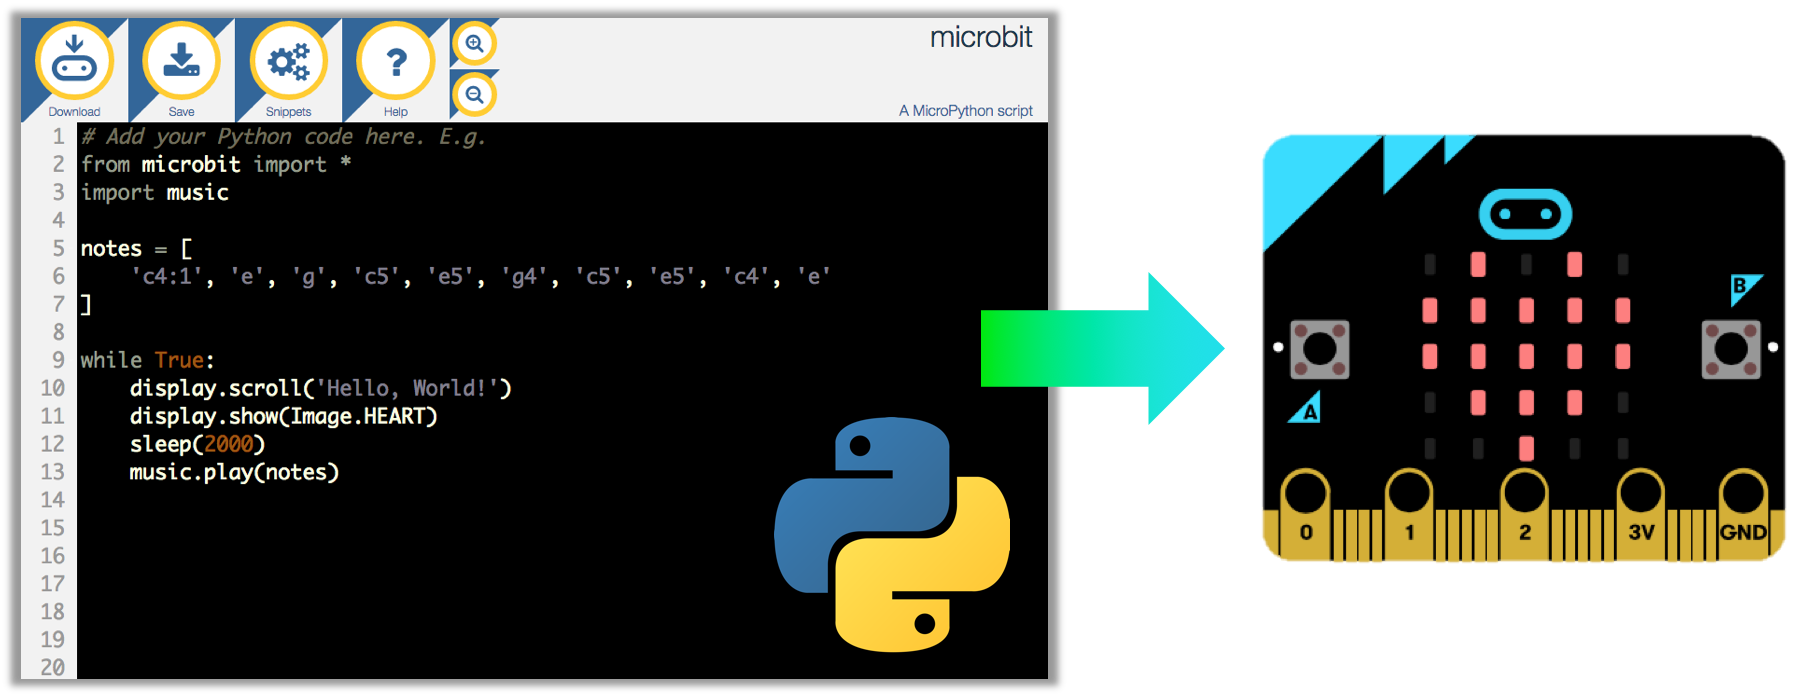 microbit
Download Save Snippets Help
A MicroPython script
1 # Add your Python code here. E.g.
2 from microbit import *
3 import music
4
5 notes = [
6     'c4:1', 'e', 'g', 'c5', 'e5', 'g4', 'c5', 'e5', 'c4', 'e'
7 ]
8
9 while True:
10     display.scroll('Hello, World!')
11     display.show(Image.HEART)
12     sleep(2000)
13     music.play(notes)
14
15
16
17
18
19
20
?
B
A
0 1 2 3V GND